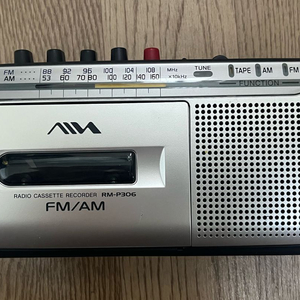 FM 88 92 96 100 104 108 MHz TUNE TAPE AM FM
AM 53 60 80 100 120 140 160 ×10kHz
FUNCTION
AIWA
RADIO CASSETTE RECORDER RM-P306
FM/AM